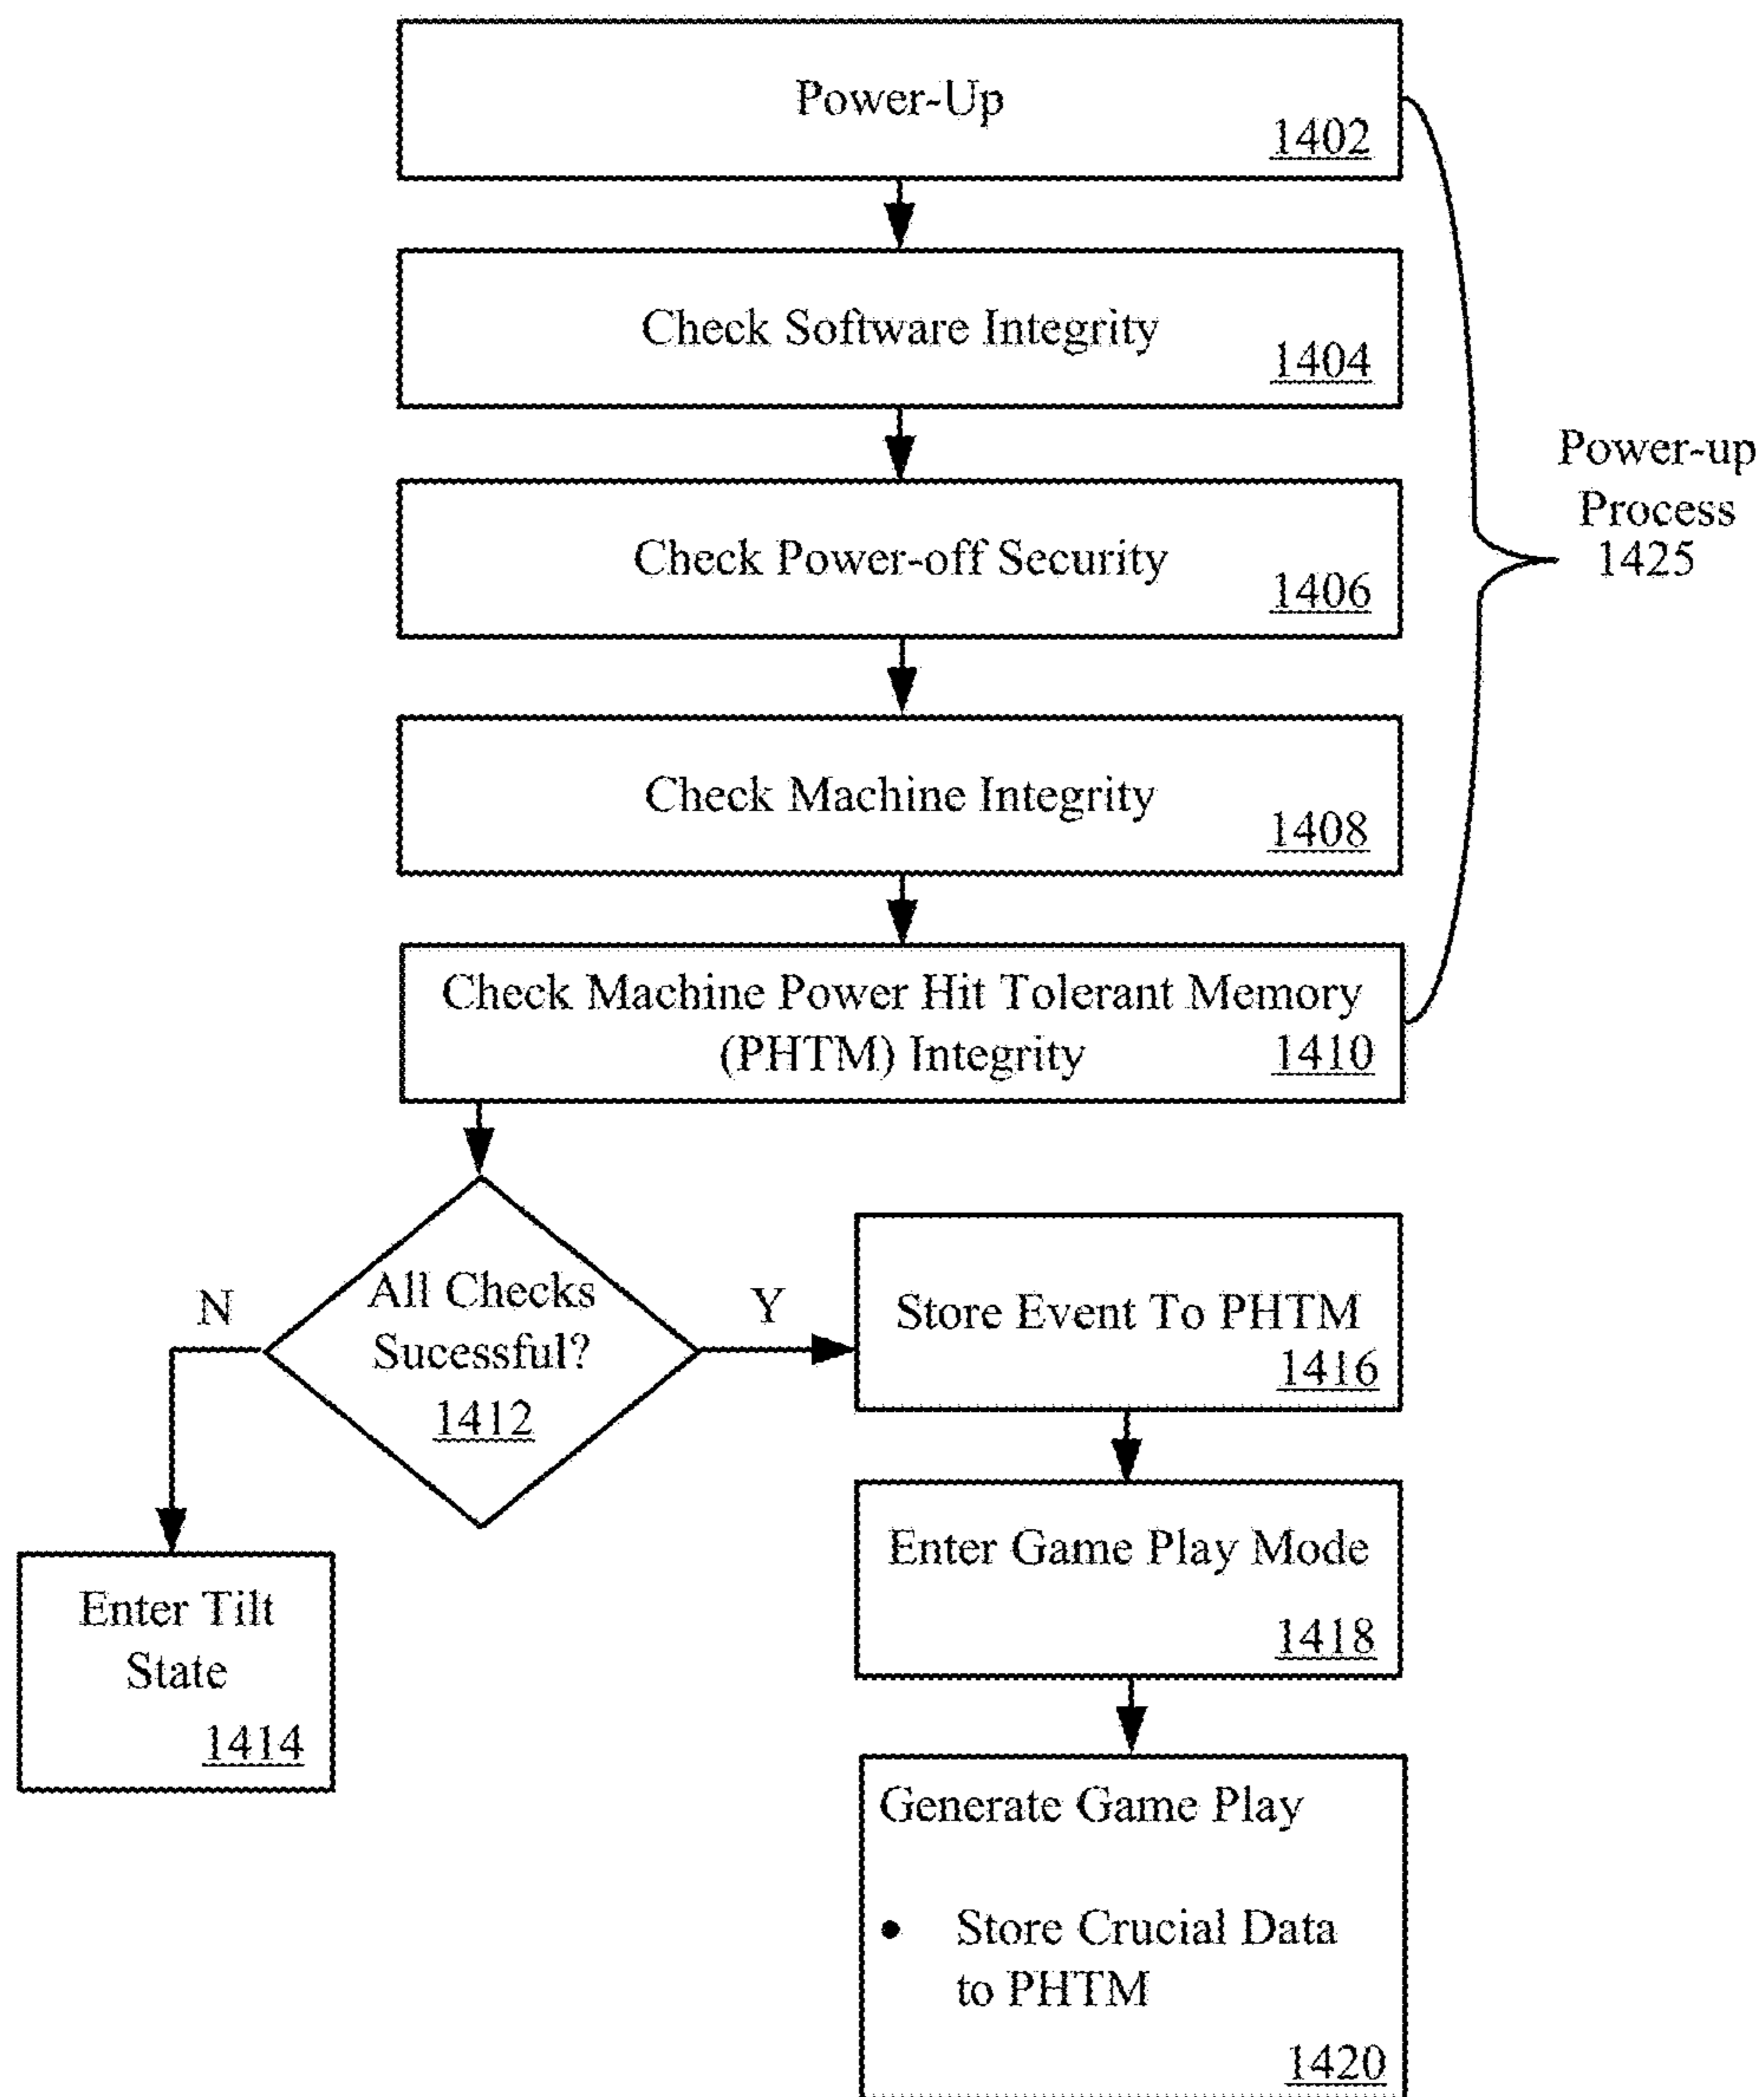 Power-Up
1402
Check Software Integrity
1404
Check Power-off Security
1406
Power-up
Process
1425
Check Machine Integrity
1408
Check Machine Power Hit Tolerant Memory
(PHTM) Integrity 1410
All Checks
Sucessful?
1412
N
Y
Store Event To PHTM
1416
Enter Game Play Mode
1418
Enter Tilt
State
1414
Generate Game Play
• Store Crucial Data
to PHTM
1420